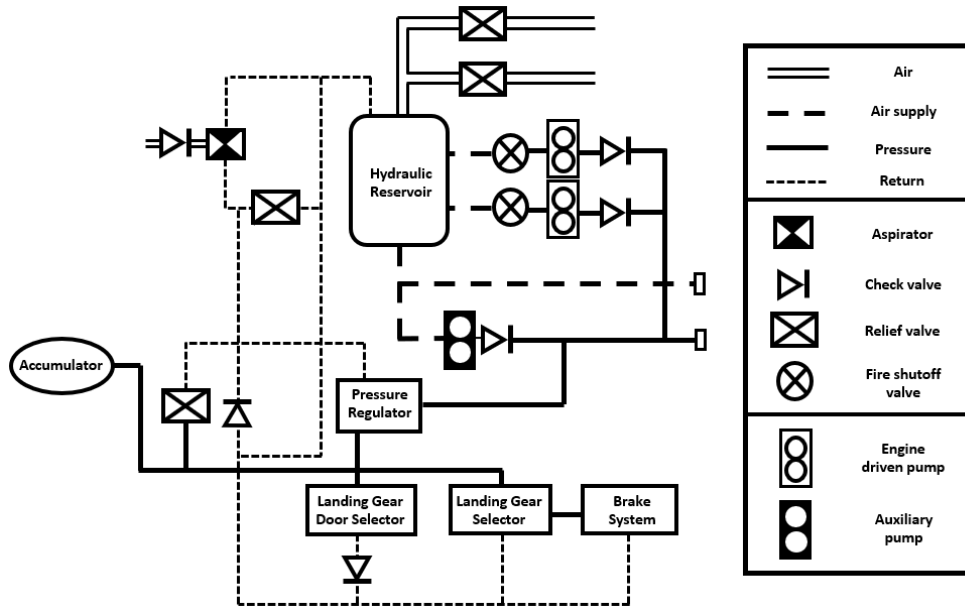 Hydraulic
Reservoir
Accumulator
Pressure
Regulator
Landing Gear
Door Selector
Landing Gear
Selector
Brake
System
Air
Air supply
Pressure
Return
Aspirator
Check valve
Relief valve
Fire shutoff
valve
Engine
driven pump
Auxiliary
pump